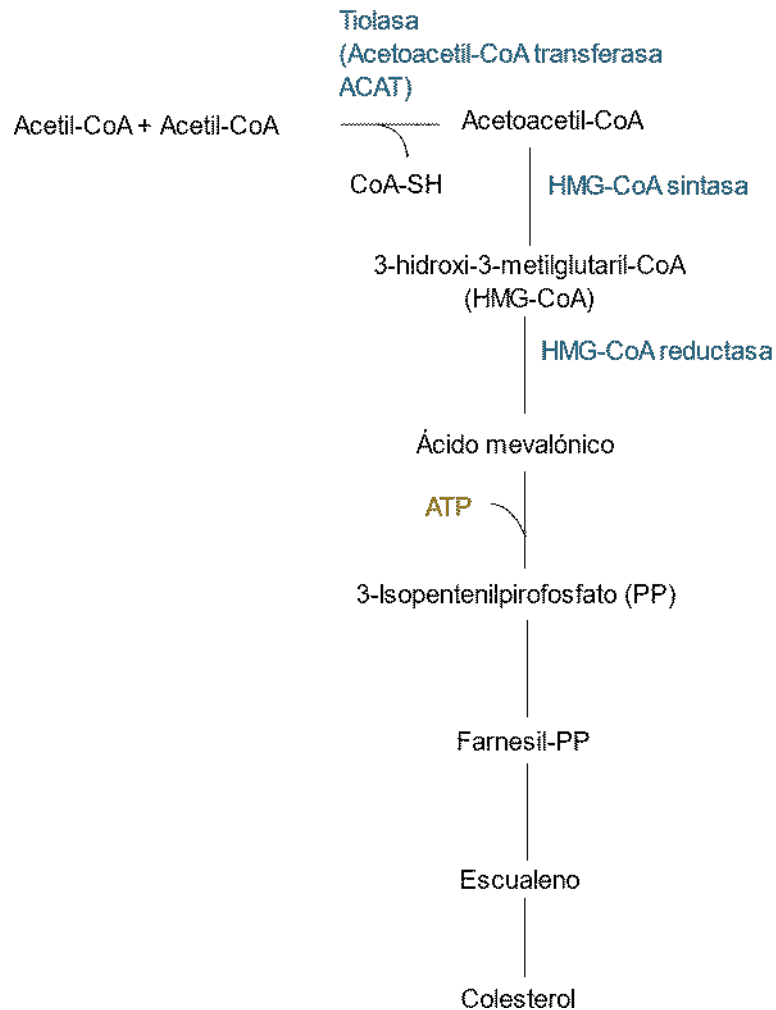 Tiolasa
(Acetoacetil-CoA transferasa
ACAT)
Acetil-CoA + Acetil-CoA
Acetoacetil-CoA
CoA-SH
HMG-CoA sintasa
3-hidroxi-3-metilglutaril-CoA
(HMG-CoA)
HMG-CoA reductasa
Ácido mevalónico
ATP
3-Isopentenilpirofosfato (PP)
Farnesil-PP
Escualeno
Colesterol